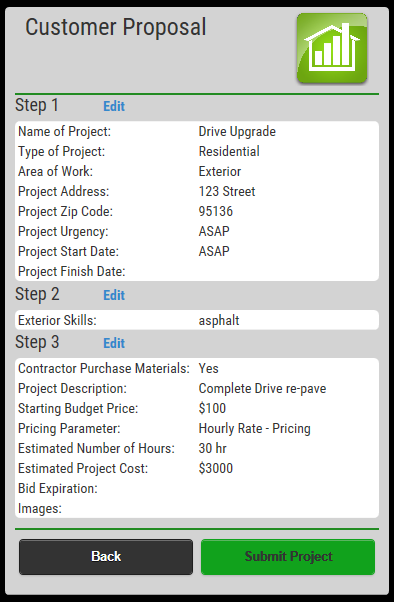 Customer Proposal
Step 1 Edit
Name of Project: Drive Upgrade
Type of Project: Residential
Area of Work: Exterior
Project Address: 123 Street
Project Zip Code: 95136
Project Urgency: ASAP
Project Start Date: ASAP
Project Finish Date:
Step 2 Edit
Exterior Skills: asphalt
Step 3 Edit
Contractor Purchase Materials: Yes
Project Description: Complete Drive re-pave
Starting Budget Price: $100
Pricing Parameter: Hourly Rate - Pricing
Estimated Number of Hours: 30 hr
Estimated Project Cost: $3000
Bid Expiration:
Images:
Back Submit Project